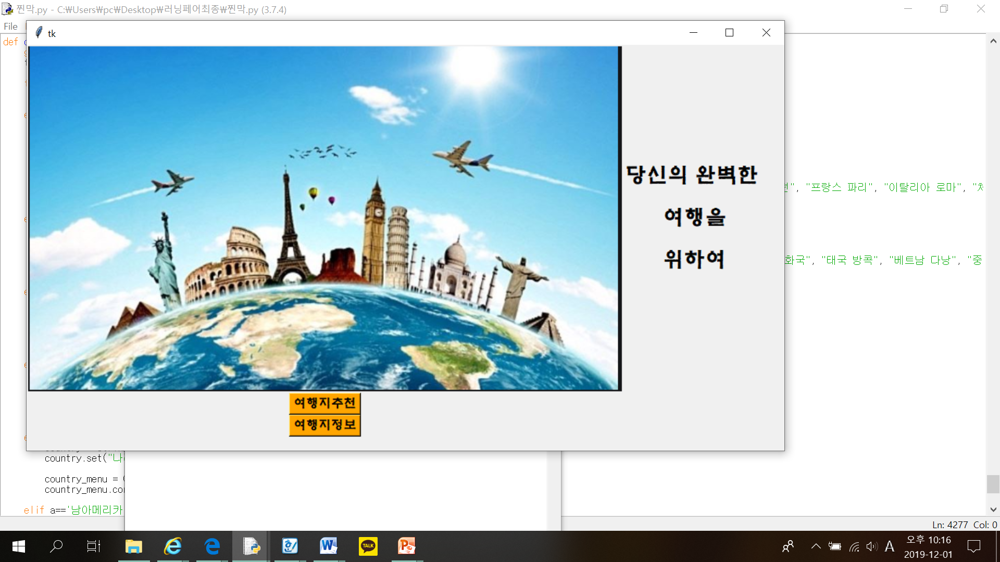 찐막.py - C:\Users\pc\Desktop\러닝페어최종\찐막.py (3.7.4)
File
tk
def
당신의 완벽한
여행을
위하여
", "프랑스 파리", "이탈리아 로마", "체
화국", "태국 방콕", "베트남 다낭", "중
여행지추천
여행지정보
country.set("나
country_menu =
country_menu.con
elif a=='남아메리카
Ln: 4277 Col: 0
TALK
A
오후 10:16
2019-12-01